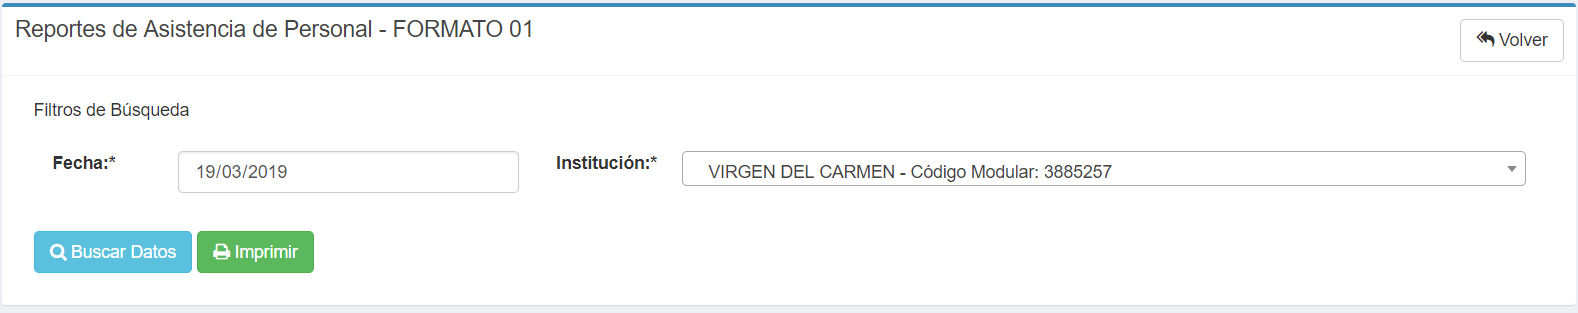 Reportes de Asistencia de Personal - FORMATO 01
Volver
Filtros de Búsqueda
Fecha:* 19/03/2019 Institución:* VIRGEN DEL CARMEN - Código Modular: 3885257
Buscar Datos Imprimir